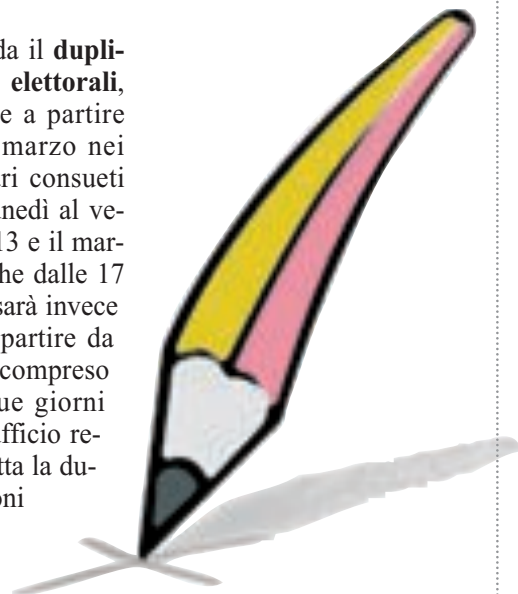 da il dupli-
elettorali,
e a partire
marzo nei
ri consueti
nedì al ve-
13 e il mar-
he dalle 17
sarà invece
partire da
compreso
ue giorni
fficio re-
tta la du-
oni